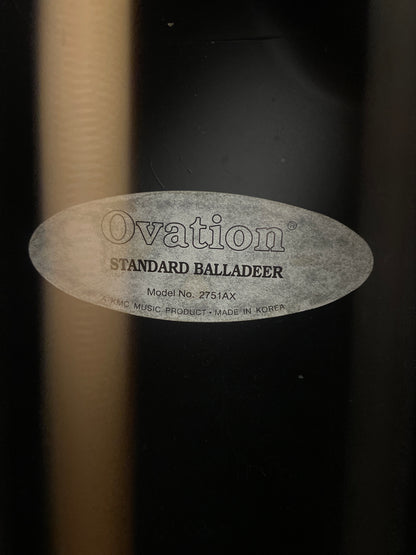 Ovation®
STANDARD BALLADEER
Model No. 2751AX
A KMC MUSIC PRODUCT • MADE IN KOREA